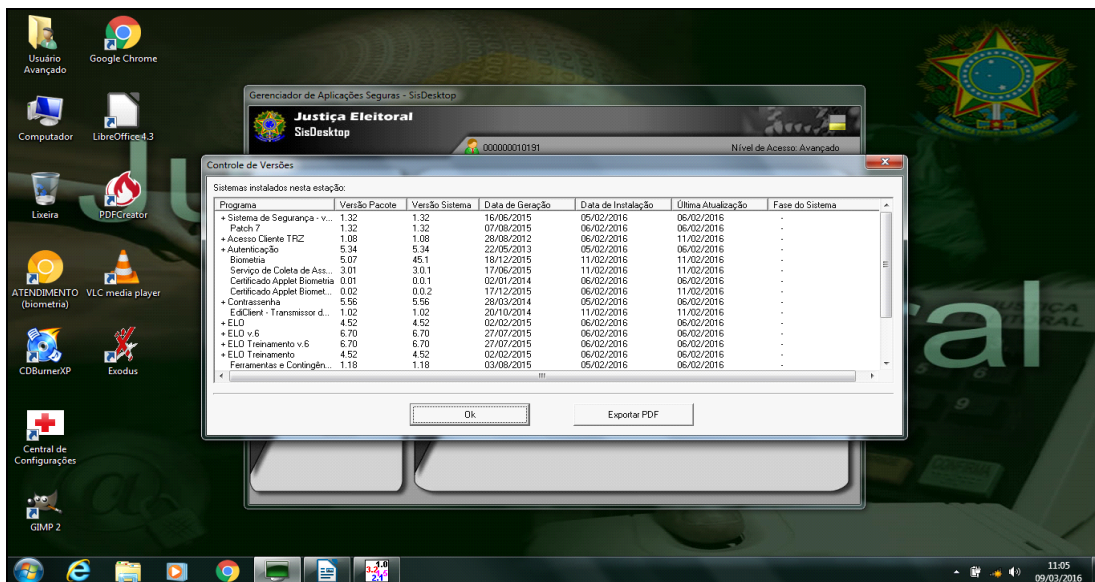 Usuário
Avançado
Google Chrome
Computador
LibreOffice4.3
Lixeira
PDFCreator
ATENDIMENTO
(biometria)
VLC media player
CDBurnerXP
Exodus
Central de
Configurações
GIMP 2
Gerenciador de Aplicações Seguras - SisDesktop
Justiça Eleitoral
SisDesktop
000000010191
Nível de Acesso: Avançado
Controle de Versões
Sistemas instalados nesta estação:
Programa Versão Pacote Versão Sistema Data de Geração Data de Instalação Última Atualização Fase do Sistema
+ Sistema de Segurança - v... 1.32 1.32 16/06/2015 05/02/2016 06/02/2016 -
Patch 7 1.32 1.32 07/08/2015 06/02/2016 06/02/2016 -
+ Acesso Cliente TRZ 1.08 1.08 28/08/2012 06/02/2016 11/02/2016 -
+ Autenticação 5.34 5.34 22/05/2013 05/02/2016 06/02/2016 -
Biometria 5.07 45.1 18/12/2015 11/02/2016 11/02/2016 -
Serviço de Coleta de Ass... 3.01 3.0.1 17/06/2015 11/02/2016 11/02/2016 -
Certificado Applet Biometria 0.01 0.0.1 02/01/2014 06/02/2016 06/02/2016 -
Certificado Applet Biomet... 0.02 0.0.2 17/12/2015 06/02/2016 11/02/2016 -
+ Contrassenha 5.56 5.56 28/03/2014 05/02/2016 06/02/2016 -
EdiClient - Transmissor d... 1.02 1.02 20/10/2014 11/02/2016 11/02/2016 -
+ ELO 4.52 4.52 02/02/2015 06/02/2016 06/02/2016 -
+ ELO v.6 6.70 6.70 27/07/2015 06/02/2016 06/02/2016 -
+ ELO Treinamento v.6 6.70 6.70 27/07/2015 06/02/2016 06/02/2016 -
+ ELO Treinamento 4.52 4.52 02/02/2015 06/02/2016 06/02/2016 -
Ferramentas e Contingên... 1.18 1.18 03/08/2015 05/02/2016 06/02/2016 -
Ok
Exportar PDF
11:05
09/03/2016